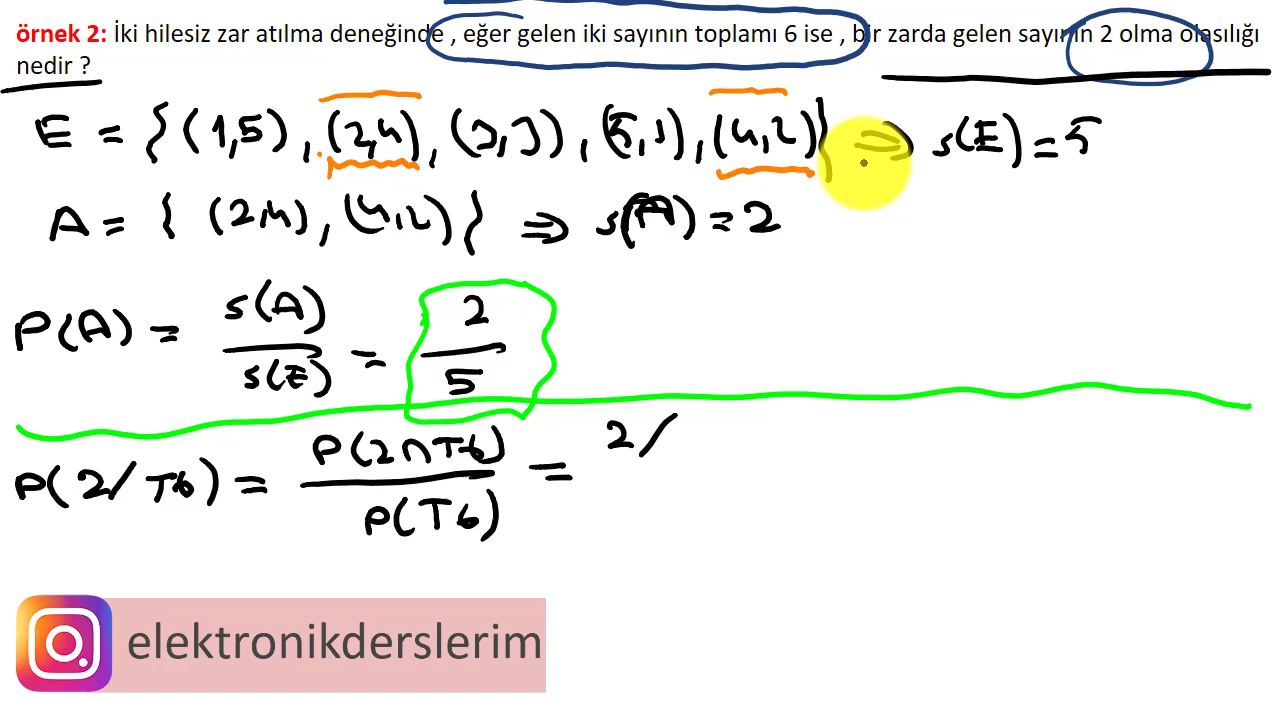 örnek 2: İki hilesiz zar atılma deneğinde , eğer gelen iki sayının toplamı 6 ise , bir zarda gelen sayının 2 olma olasılığı
nedir ?
E = {(1,5), (2,4), (3,3), (5,1), (4,2)} ⇒ s(E) = 5
A = { (2,4), (4,2) } ⇒ s(A) = 2
P(A) = s(A) / s(E) = 2 / 5
P(2/T6) = P(2∩T6) / P(T6) = 2/
elektronikderslerim